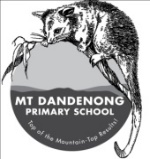 MT DANDENONG
PRIMARY SCHOOL
Top of the Mountain-Top Results!